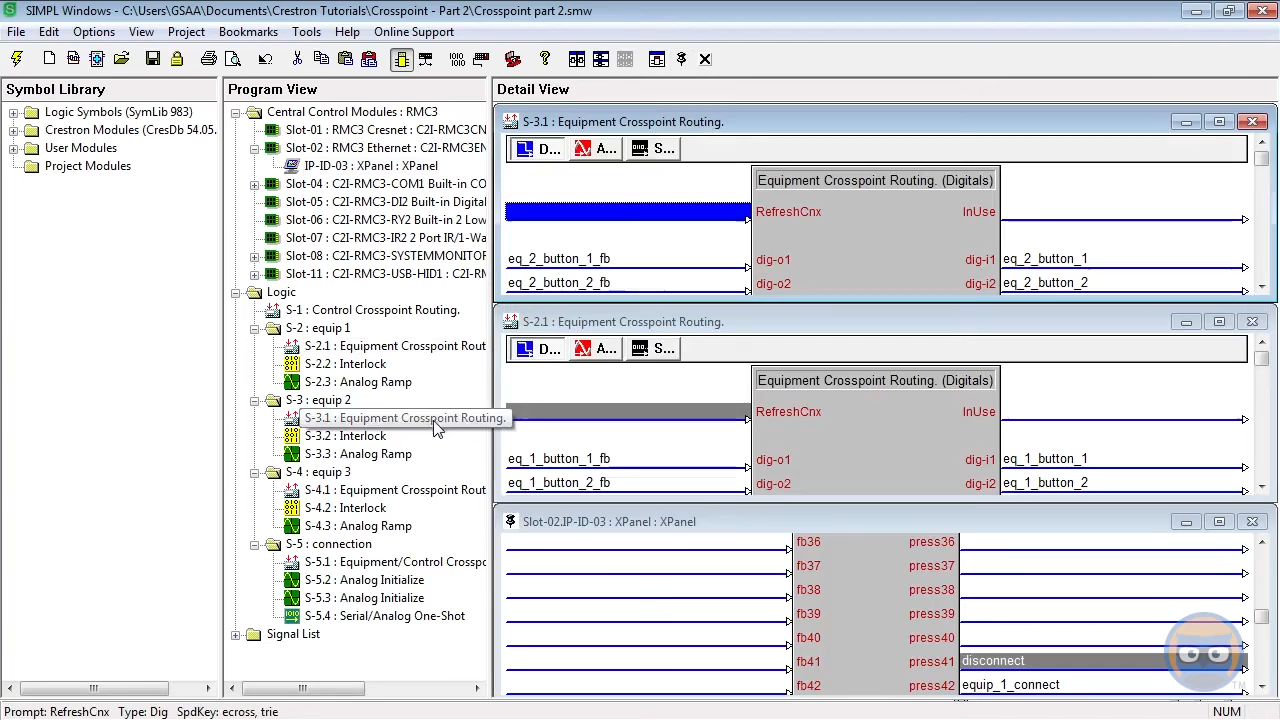 SIMPL Windows - C:\Users\GSAA\Documents\Crestron Tutorials\Crosspoint - Part 2\Crosspoint part 2.smw
File Edit Options View Project Bookmarks Tools Help Online Support
Symbol Library
Logic Symbols (SymLib 983)
Crestron Modules (CresDb 54.05.
User Modules
Project Modules
Program View
Central Control Modules : RMC3
Slot-01 : RMC3 Cresnet : C2I-RMC3CN
Slot-02 : RMC3 Ethernet : C2I-RMC3EN
IP-ID-03 : XPanel : XPanel
Slot-04 : C2I-RMC3-COM1 Built-in CO
Slot-05 : C2I-RMC3-DI2 Built-in Digita
Slot-06 : C2I-RMC3-RY2 Built-in 2 Low
Slot-07 : C2I-RMC3-IR2 2 Port IR/1-Wa
Slot-08 : C2I-RMC3-SYSTEMMONITOR
Slot-11 : C2I-RMC3-USB-HID1 : C2I-RM
Logic
S-1 : Control Crosspoint Routing.
S-2 : equip 1
S-2.1 : Equipment Crosspoint Rout
S-2.2 : Interlock
S-2.3 : Analog Ramp
S-3 : equip 2
S-3.1 : Equipment Crosspoint Routing.
S-3.2 : Interlock
S-3.3 : Analog Ramp
S-4 : equip 3
S-4.1 : Equipment Crosspoint Rout
S-4.2 : Interlock
S-4.3 : Analog Ramp
S-5 : connection
S-5.1 : Equipment/Control Crosspo
S-5.2 : Analog Initialize
S-5.3 : Analog Initialize
S-5.4 : Serial/Analog One-Shot
Signal List
Detail View
S-3.1 : Equipment Crosspoint Routing.
D... A... S...
Equipment Crosspoint Routing. (Digitals)
RefreshCnx InUse
eq_2_button_1_fb dig-o1 dig-i1 eq_2_button_1
eq_2_button_2_fb dig-o2 dig-i2 eq_2_button_2
S-2.1 : Equipment Crosspoint Routing.
D... A... S...
Equipment Crosspoint Routing. (Digitals)
RefreshCnx InUse
eq_1_button_1_fb dig-o1 dig-i1 eq_1_button_1
eq_1_button_2_fb dig-o2 dig-i2 eq_1_button_2
Slot-02.IP-ID-03 : XPanel : XPanel
fb36 press36
fb37 press37
fb38 press38
fb39 press39
fb40 press40
fb41 press41 disconnect
fb42 press42 equip_1_connect
Prompt: RefreshCnx Type: Dig SpdKey: ecross, trie
NUM
TM